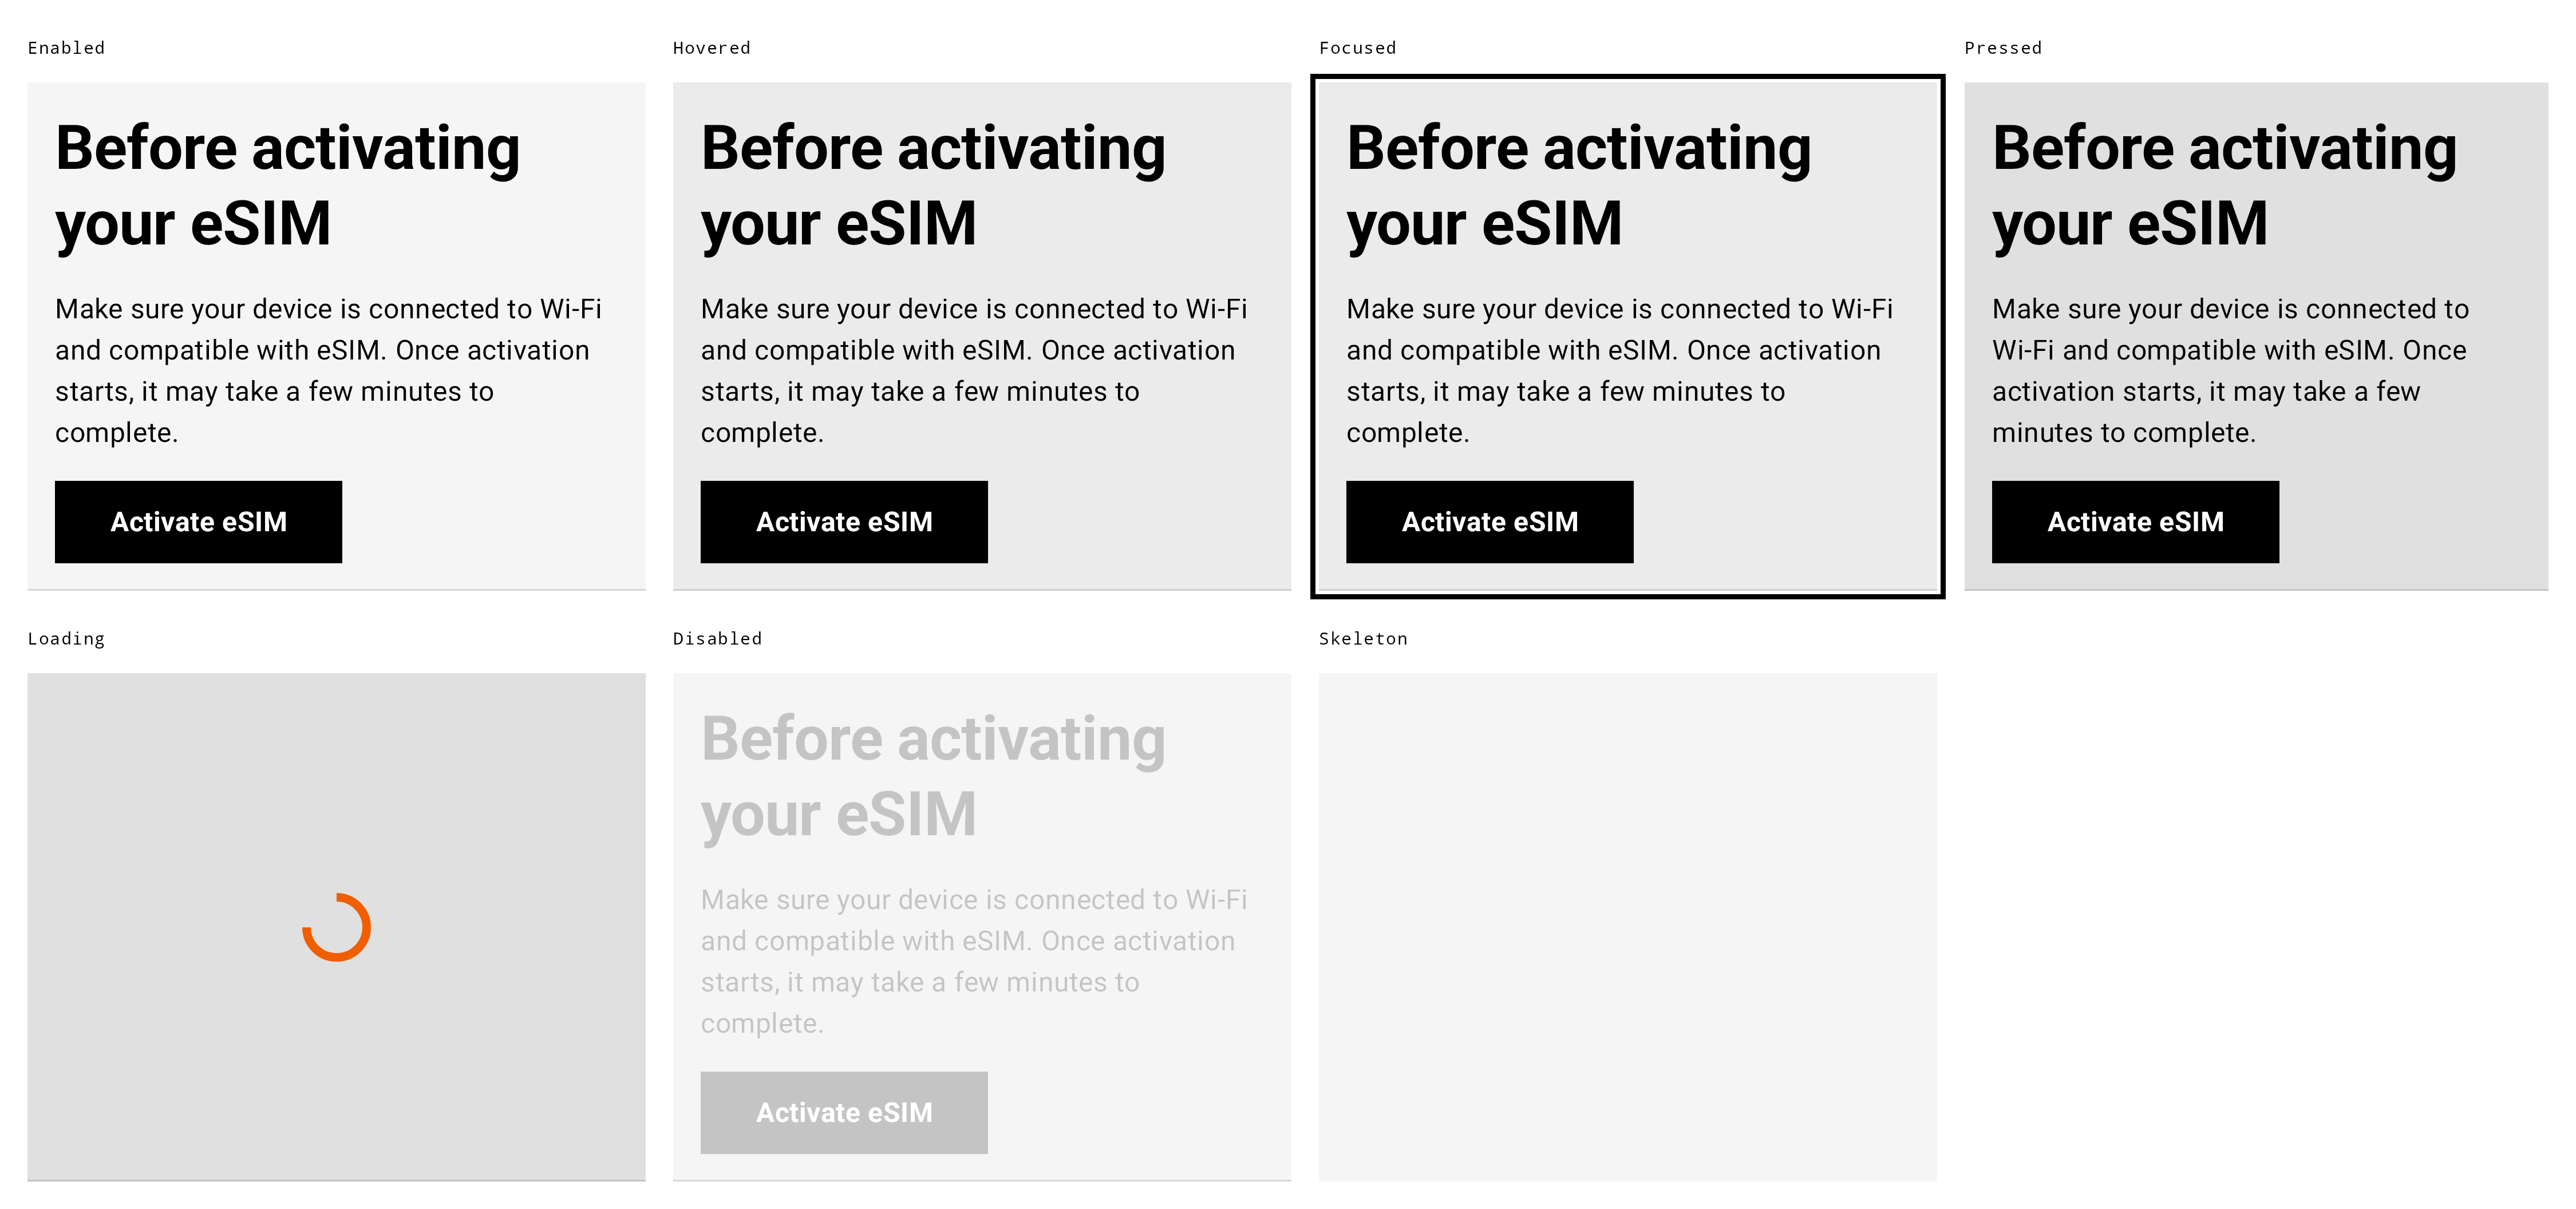 Enabled
Before activating
your eSIM
Make sure your device is connected to Wi-Fi
and compatible with eSIM. Once activation
starts, it may take a few minutes to
complete.
Activate eSIM
Hovered
Before activating
your eSIM
Make sure your device is connected to Wi-Fi
and compatible with eSIM. Once activation
starts, it may take a few minutes to
complete.
Activate eSIM
Focused
Before activating
your eSIM
Make sure your device is connected to Wi-Fi
and compatible with eSIM. Once activation
starts, it may take a few minutes to
complete.
Activate eSIM
Pressed
Before activating
your eSIM
Make sure your device is connected to
Wi-Fi and compatible with eSIM. Once
activation starts, it may take a few
minutes to complete.
Activate eSIM
Loading
Disabled
Before activating
your eSIM
Make sure your device is connected to Wi-Fi
and compatible with eSIM. Once activation
starts, it may take a few minutes to
complete.
Activate eSIM
Skeleton